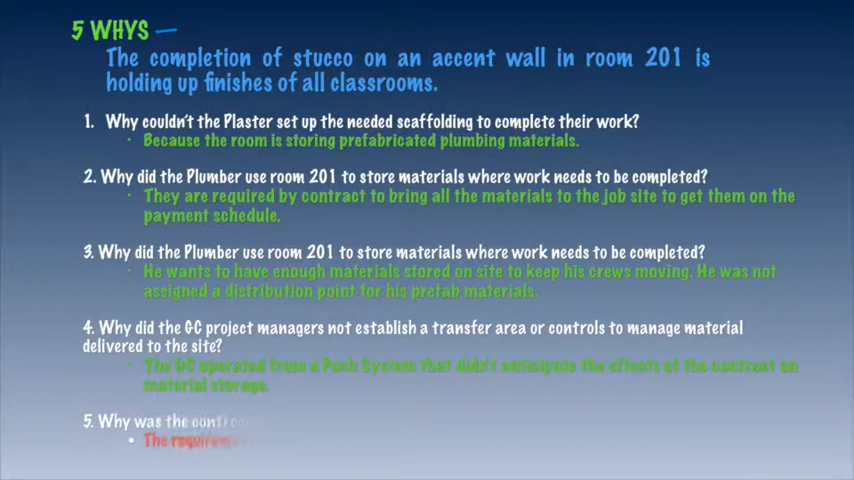 5 WHYS —
The completion of stucco on an accent wall in room 201 is
holding up finishes of all classrooms.
1. Why couldn't the Plaster set up the needed scaffolding to complete their work?
· Because the room is storing prefabricated plumbing materials.
2. Why did the Plumber use room 201 to store materials where work needs to be completed?
· They are required by contract to bring all the materials to the job site to get them on the
payment schedule.
3. Why did the Plumber use room 201 to store materials where work needs to be completed?
· He wants to have enough materials stored on site to keep his crews moving. He was not
assigned a distribution point for his prefab materials.
4. Why did the GC project managers not establish a transfer area or controls to manage material
delivered to the site?
· The GC operated from a Push System that didn't anticipate the effects of the contract on
material storage.
5. Why was the
• The